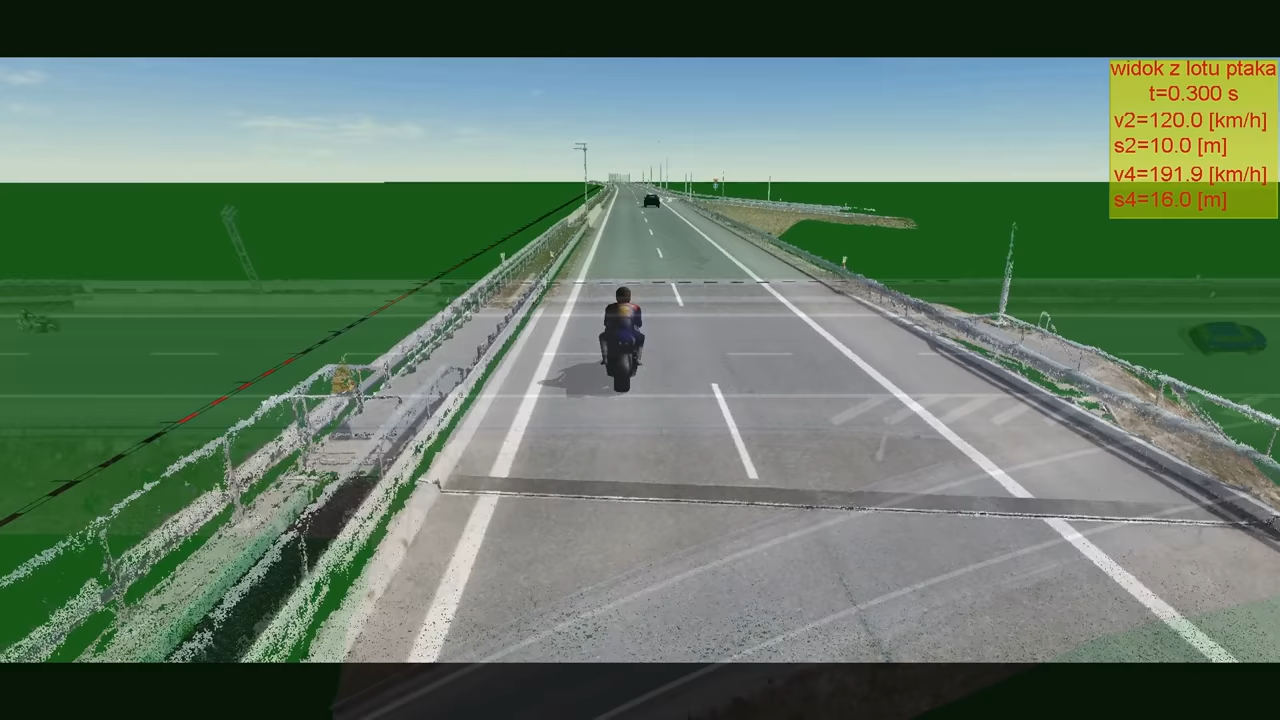 widok z lotu ptaka
t=0.300 s
v2=120.0 [km/h]
s2=10.0 [m]
v4=191.9 [km/h]
s4=16.0 [m]